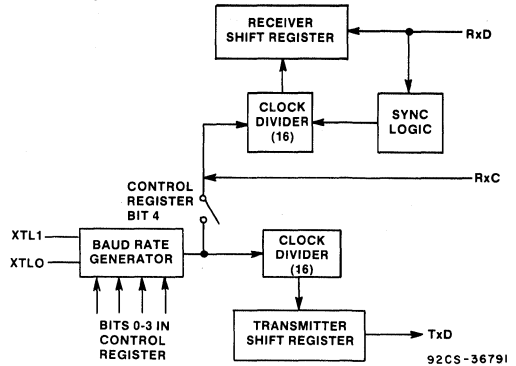 RECEIVER
SHIFT REGISTER
RxD
CLOCK
DIVIDER
(16)
SYNC
LOGIC
RxC
CONTROL
REGISTER
BIT 4
XTL1
XTLO
BAUD RATE
GENERATOR
CLOCK
DIVIDER
(16)
BITS 0-3 IN
CONTROL
REGISTER
TRANSMITTER
SHIFT REGISTER
TxD
92CS-36791